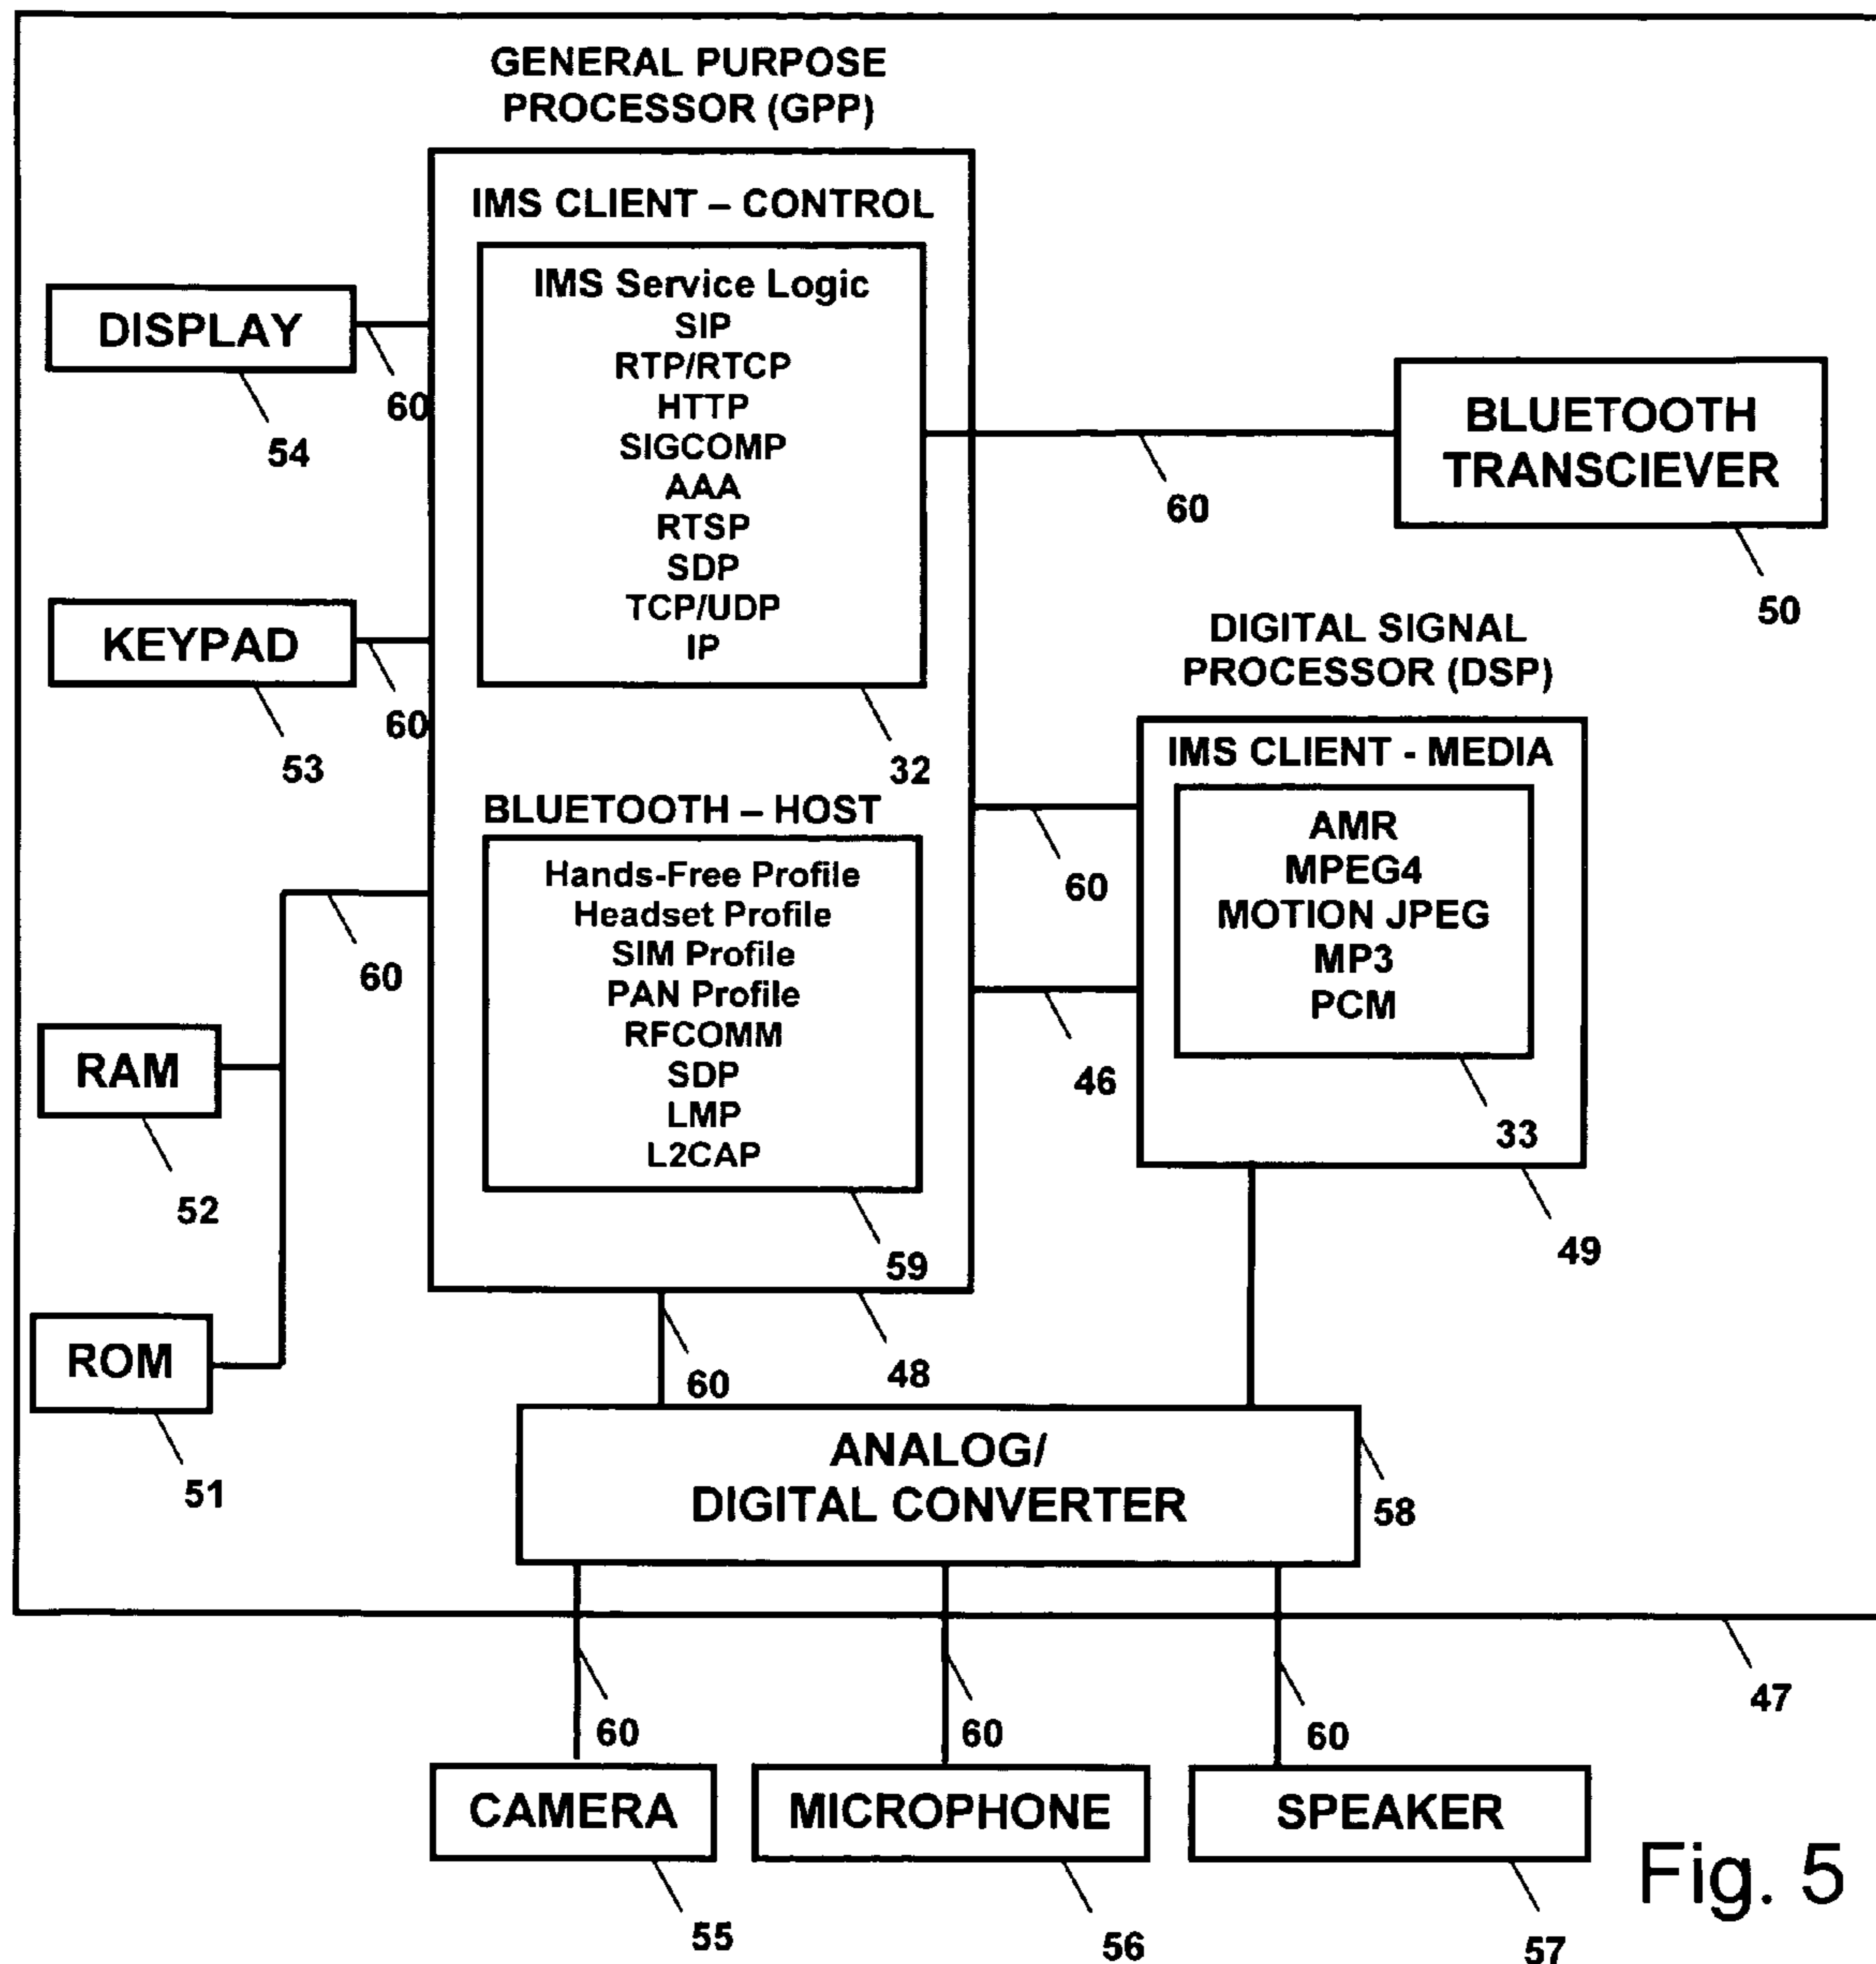 GENERAL PURPOSE
PROCESSOR (GPP)
IMS CLIENT – CONTROL
IMS Service Logic
SIP
RTP/RTCP
HTTP
SIGCOMP
AAA
RTSP
SDP
TCP/UDP
IP
32
DISPLAY
60
54
KEYPAD
60
53
BLUETOOTH
TRANSCIEVER
60
50
BLUETOOTH – HOST
Hands-Free Profile
Headset Profile
SIM Profile
PAN Profile
RFCOMM
SDP
LMP
L2CAP
59
48
DIGITAL SIGNAL
PROCESSOR (DSP)
IMS CLIENT - MEDIA
AMR
MPEG4
MOTION JPEG
MP3
PCM
33
49
60
46
60
RAM
52
ROM
51
60
ANALOG/
DIGITAL CONVERTER
58
47
60
60
60
CAMERA
55
MICROPHONE
56
SPEAKER
57
Fig. 5